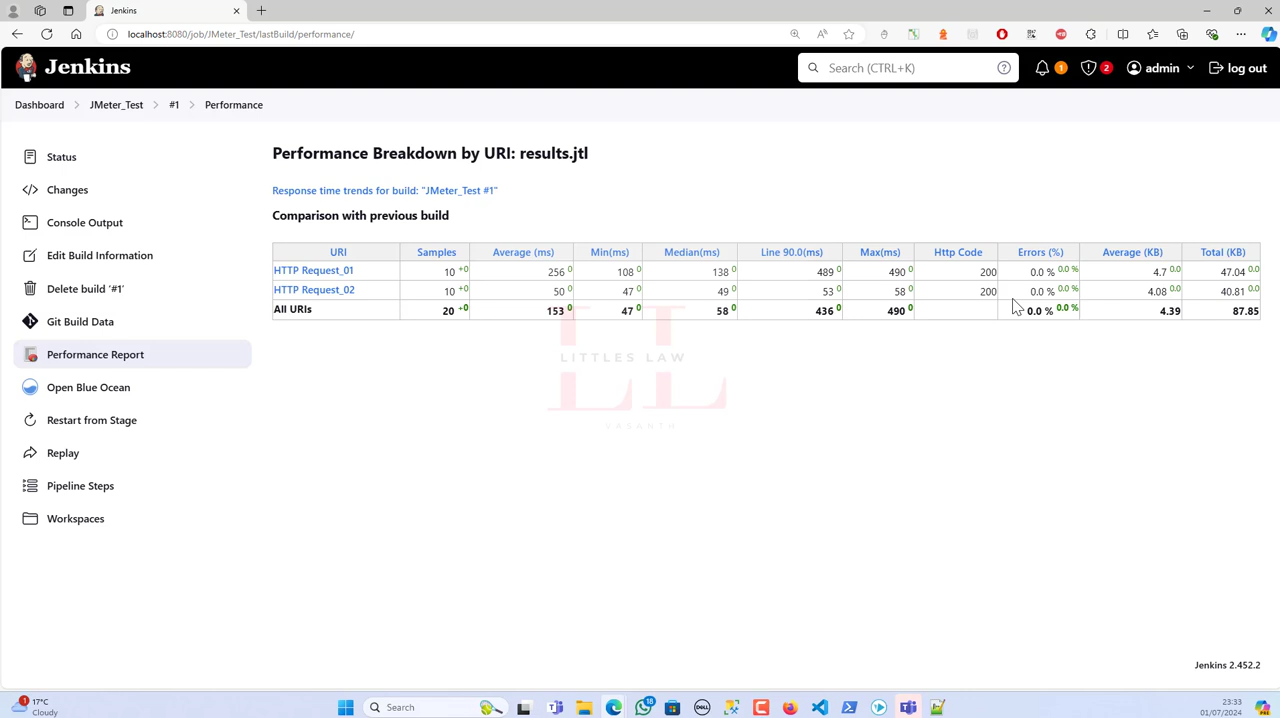 Jenkins
localhost:8080/job/JMeter_Test/lastBuild/performance/
Jenkins
Search (CTRL+K)
1
2
admin
log out
Dashboard > JMeter_Test > #1 > Performance
Status
Changes
Console Output
Edit Build Information
Delete build '#1'
Git Build Data
Performance Report
Open Blue Ocean
Restart from Stage
Replay
Pipeline Steps
Workspaces
Performance Breakdown by URI: results.jtl
Response time trends for build: "JMeter_Test #1"
Comparison with previous build
URI Samples Average (ms) Min(ms) Median(ms) Line 90.0(ms) Max(ms) Http Code Errors (%) Average (KB) Total (KB)
HTTP Request_01 10 +0 256 0 108 0 138 0 489 0 490 0 200 0.0 % 0.0 % 4.7 0.0 47.04 0.0
HTTP Request_02 10 +0 50 0 47 0 49 0 53 0 58 0 200 0.0 % 0.0 % 4.08 0.0 40.81 0.0
All URIs 20 +0 153 0 47 0 58 0 436 0 490 0 0.0 % 0.0 % 4.39 87.85
LITTLES LAW
LL
VASANTH
Jenkins 2.452.2
1
17°C
Cloudy
Search
18
DELL
23:33
01/07/2024